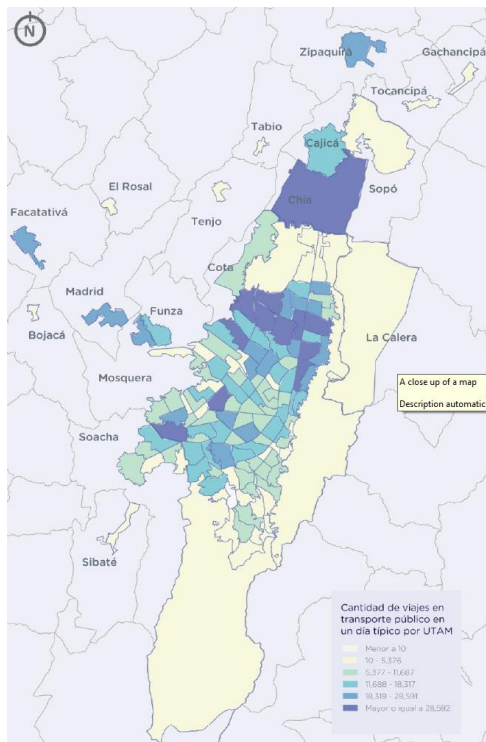 N
Zipaquirá
Gachancipá
Tocancipá
Tabio
Cajicá
El Rosal
Sopó
Chía
Tenjo
Facatativá
Cota
Madrid
Funza
La Calera
Bojacá
Mosquera
A close up of a map
Description automatic
Soacha
Sibaté
Cantidad de viajes en
transporte público en
un día típico por UTAM
Menor a 10
10 - 5,376
5,377 - 11,687
11,688 - 18,317
18,318 - 28,591
Mayor o igual a 28,592